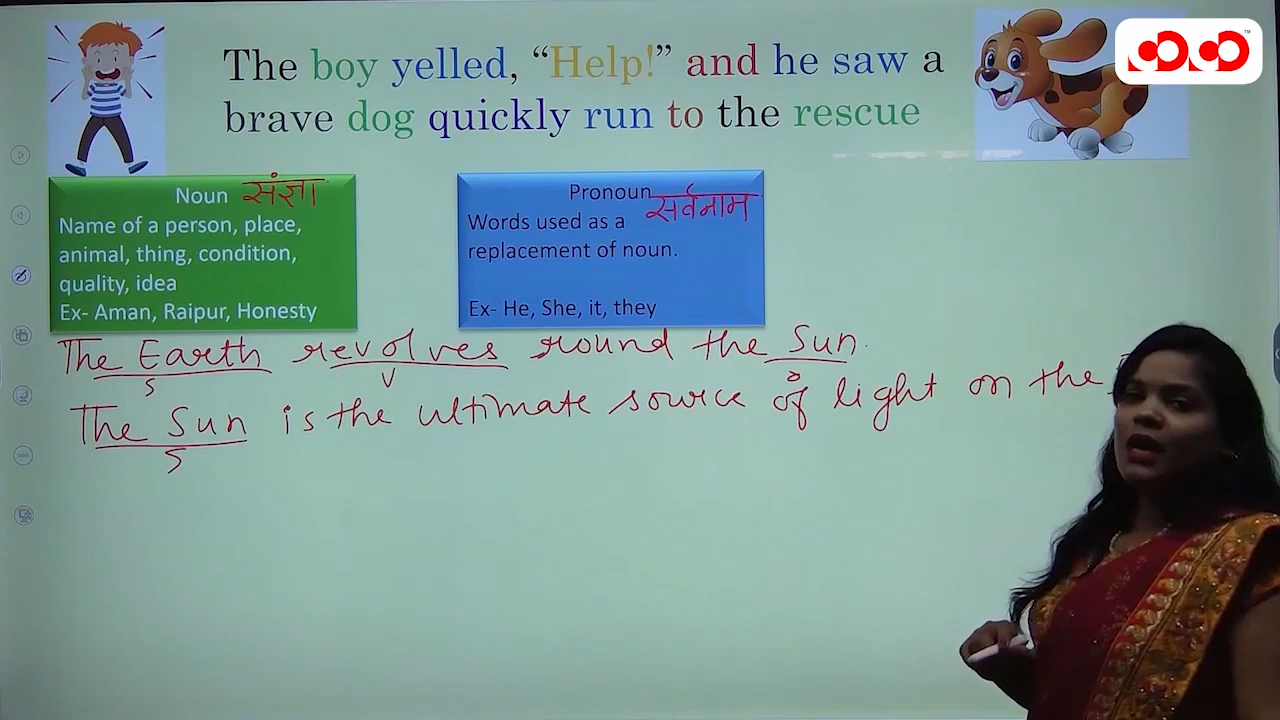 The boy yelled, “Help!” and he saw a
brave dog quickly run to the rescue
Noun संज्ञा
Name of a person, place,
animal, thing, condition,
quality, idea
Ex- Aman, Raipur, Honesty
Pronoun
सर्वनाम
Words used as a
replacement of noun.
Ex- He, She, it, they
The Earth revolves round the Sun.
S V O
The Sun is the ultimate source of light on the
S